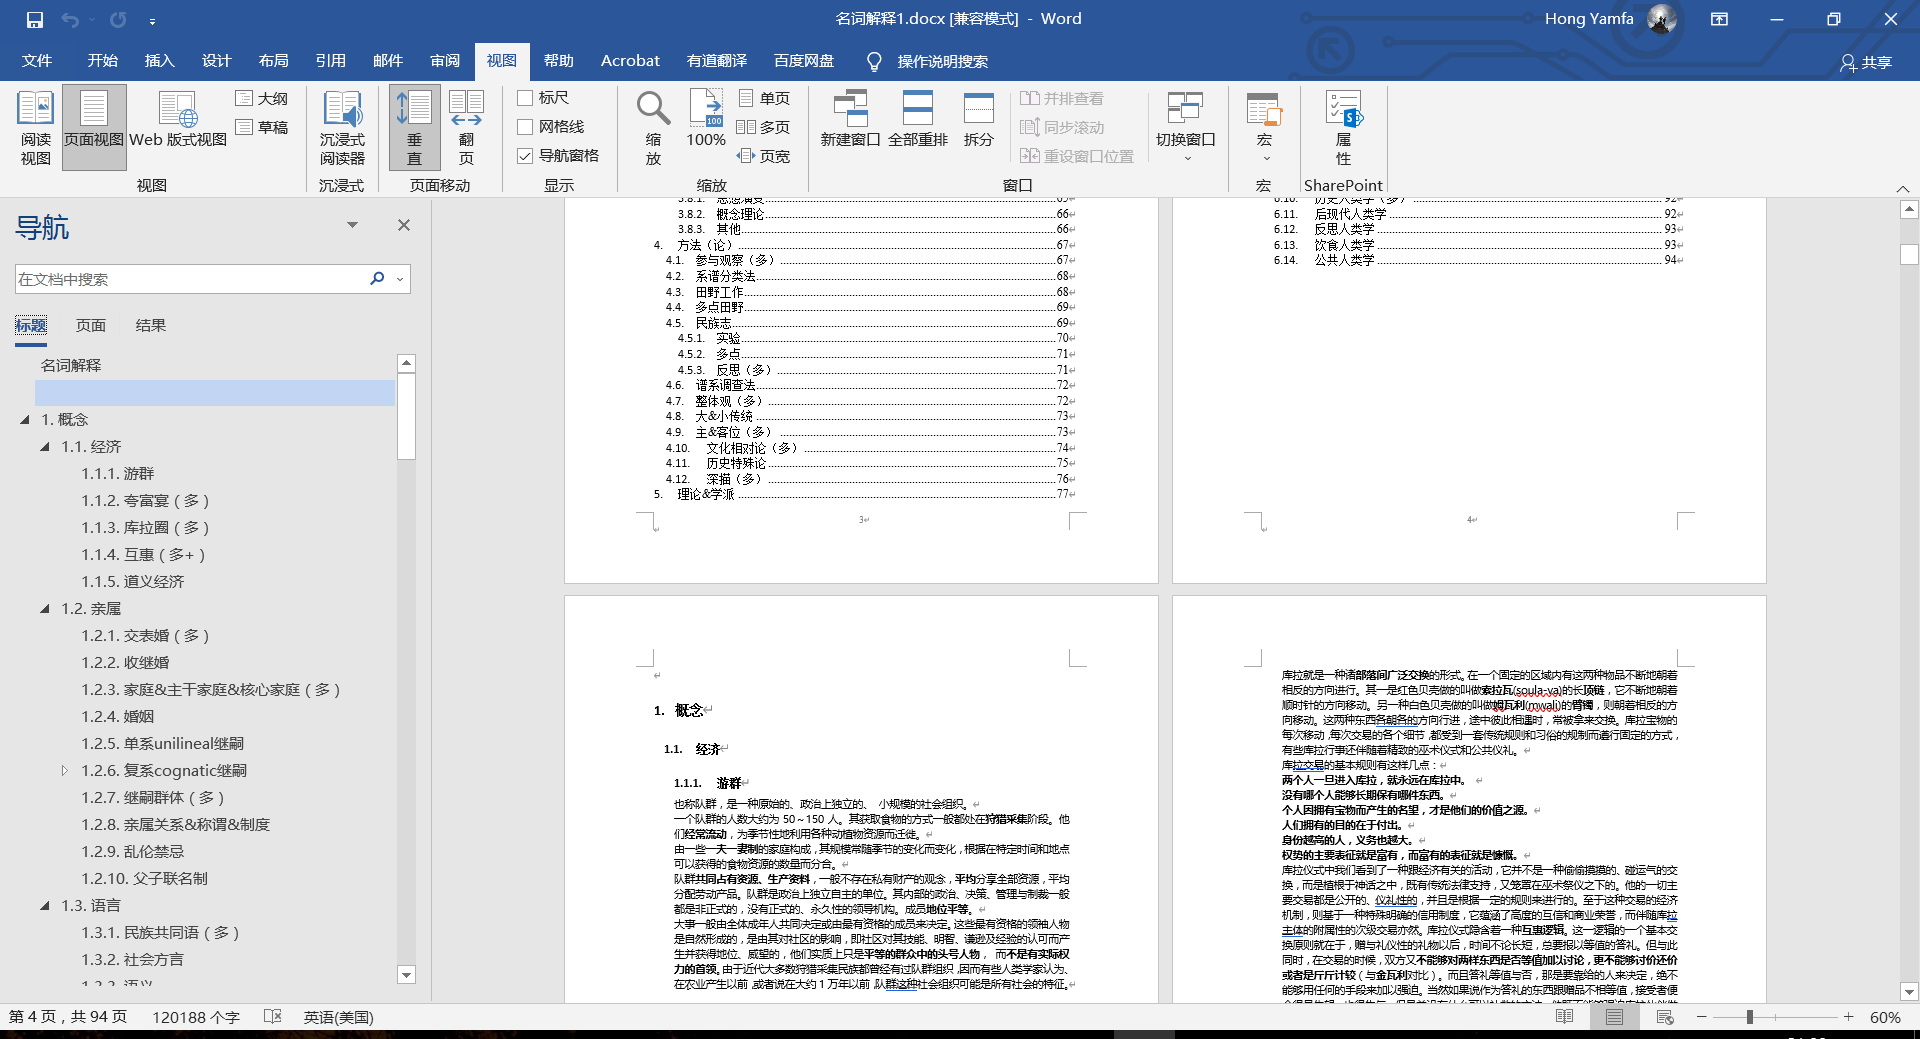 名词解释1.docx [兼容模式] - Word
Hong Yamfa
文件 开始 插入 设计 布局 引用 邮件 审阅 视图 帮助 Acrobat 有道翻译 百度网盘 操作说明搜索
共享
阅读视图 页面视图 Web 版式视图 大纲 草稿
沉浸式阅读器 垂直 翻页
标尺
网格线
导航窗格
缩放 100% 单页 多页 页宽
新建窗口 全部重排 拆分
并排查看
同步滚动
重设窗口位置
切换窗口 宏 属性
视图 沉浸式 页面移动 显示 缩放 窗口 宏 SharePoint
导航
在文档中搜索
标题 页面 结果
名词解释
1. 概念
1.1. 经济
1.1.1. 游群
1.1.2. 夸富宴（多）
1.1.3. 库拉圈（多）
1.1.4. 互惠（多+）
1.1.5. 道义经济
1.2. 亲属
1.2.1. 交表婚（多）
1.2.2. 收继婚
1.2.3. 家庭&主干家庭&核心家庭（多）
1.2.4. 婚姻
1.2.5. 单系unilineal继嗣
1.2.6. 复系cognatic继嗣
1.2.7. 继嗣群体（多）
1.2.8. 亲属关系&称谓&制度
1.2.9. 乱伦禁忌
1.2.10. 父子联名制
1.3. 语言
1.3.1. 民族共同语（多）
1.3.2. 社会方言
3.8.1. 思想演变 65
3.8.2. 概念理论 66
3.8.3. 其他 66
4. 方法（论） 67
4.1. 参与观察（多） 67
4.2. 系谱分类法 68
4.3. 田野工作 68
4.4. 多点田野 69
4.5. 民族志 69
4.5.1. 实验 70
4.5.2. 多点 71
4.5.3. 反思（多） 71
4.6. 谱系调查法 72
4.7. 整体观（多） 72
4.8. 大&小传统 73
4.9. 主&客位（多） 73
4.10. 文化相对论（多） 74
4.11. 历史特殊论 75
4.12. 深描（多） 76
5. 理论&学派 77
3
6.10. 历史人类学（多） 92
6.11. 后现代人类学 92
6.12. 反思人类学 93
6.13. 饮食人类学 93
6.14. 公共人类学 94
4
1. 概念
1.1. 经济
1.1.1. 游群
也称队群，是一种原始的、政治上独立的、 小规模的社会组织。
一个队群的人数大约为 50～150 人。其获取食物的方式一般都处在狩猎采集阶段。他
们经常流动，为季节性地利用各种动植物资源而迁徙。
由一些一夫一妻制的家庭构成，其规模常随季节的变化而变化，根据在特定时间和地点
可以获得的食物资源的数量而分合。
队群共同占有资源、生产资料，一般不存在私有财产的观念，平均分享全部资源，平均
分配劳动产品。队群是政治上独立自主的单位。其内部的政治、决策、管理与制裁一般
都是非正式的，没有正式的、永久性的领导机构。成员地位平等。
大事一般由全体成年人共同决定或由最有资格的成员来决定。这些最有资格的领袖人物
是自然形成的，是由其对社区的影响，即社区对其技能、明智、谦逊及经验的认可而产
生并获得地位、威望的，他们实质上只是平等的群众中的头号人物， 而不是有实际权
力的首领。由于近代大多数狩猎采集民族都曾经有过队群组织，因而有些人类学家认为、
在农业产生以前，或者说在大约 1 万年以前，队群这种社会组织可能是所有社会的特征。
库拉就是一种诸部落间广泛交换的形式。在一个固定的区域内有这两种物品不断地朝着
相反的方向进行。其一是红色贝壳做的叫做索拉瓦(soula-va)的长项链，它不断地朝着
顺时针的方向移动。另一种白色贝壳做的叫做姆瓦利(mwali)的臂镯，则朝着相反的方
向移动。这两种东西各朝各的方向行进，途中彼此相遇时，常被拿来交换。库拉宝物的
每次移动，每次交易的各个细节，都受到一套传统规则和习俗的规制而遵行固定的方式，
有些库拉行事还伴随着精致的巫术仪式和公共仪礼。
库拉交易的基本规则有这样几点：
两个人一旦进入库拉，就永远在库拉中。
没有哪个人能够长期保有哪件东西。
个人因拥有宝物而产生的名望，才是他们的价值之源。
人们拥有的目的在于付出。
身份越高的人，义务也越大。
权势的主要表征就是富有，而富有的表征就是慷慨。
库拉仪式中我们看到了一种跟经济有关的活动，它并不是一种偷偷摸摸的、碰运气的交
换，而是植根于神话之中，既有传统法律支持，又笼罩在巫术祭仪之下的。他的一切主
要交易都是公开的、仪礼性的，并且是根据一定的规则来进行的。至于这种交易的经济
机制，则基于一种特殊明确的信用制度，它蕴涵了高度的互信和商业荣誉，而伴随库拉
主体的附属性的次级交易亦然。库拉仪式隐含着一种互惠逻辑。这一逻辑的一个基本交
换原则就在于，赠与礼仪性的礼物以后，时间不论长短，总要报以等值的答礼。但与此
同时，在交易的时候，双方又不能够对两样东西是否等值加以讨论，更不能够讨价还价
或者是斤斤计较（与金瓦利对比）。而且答礼等值与否，那是要靠给的人来决定，绝不
能够用任何的手段来加以强迫。当然如果说作为答礼的东西跟赠品不相等值，接受者便
第 4 页，共 94 页 120188 个字 英语(美国)
60%